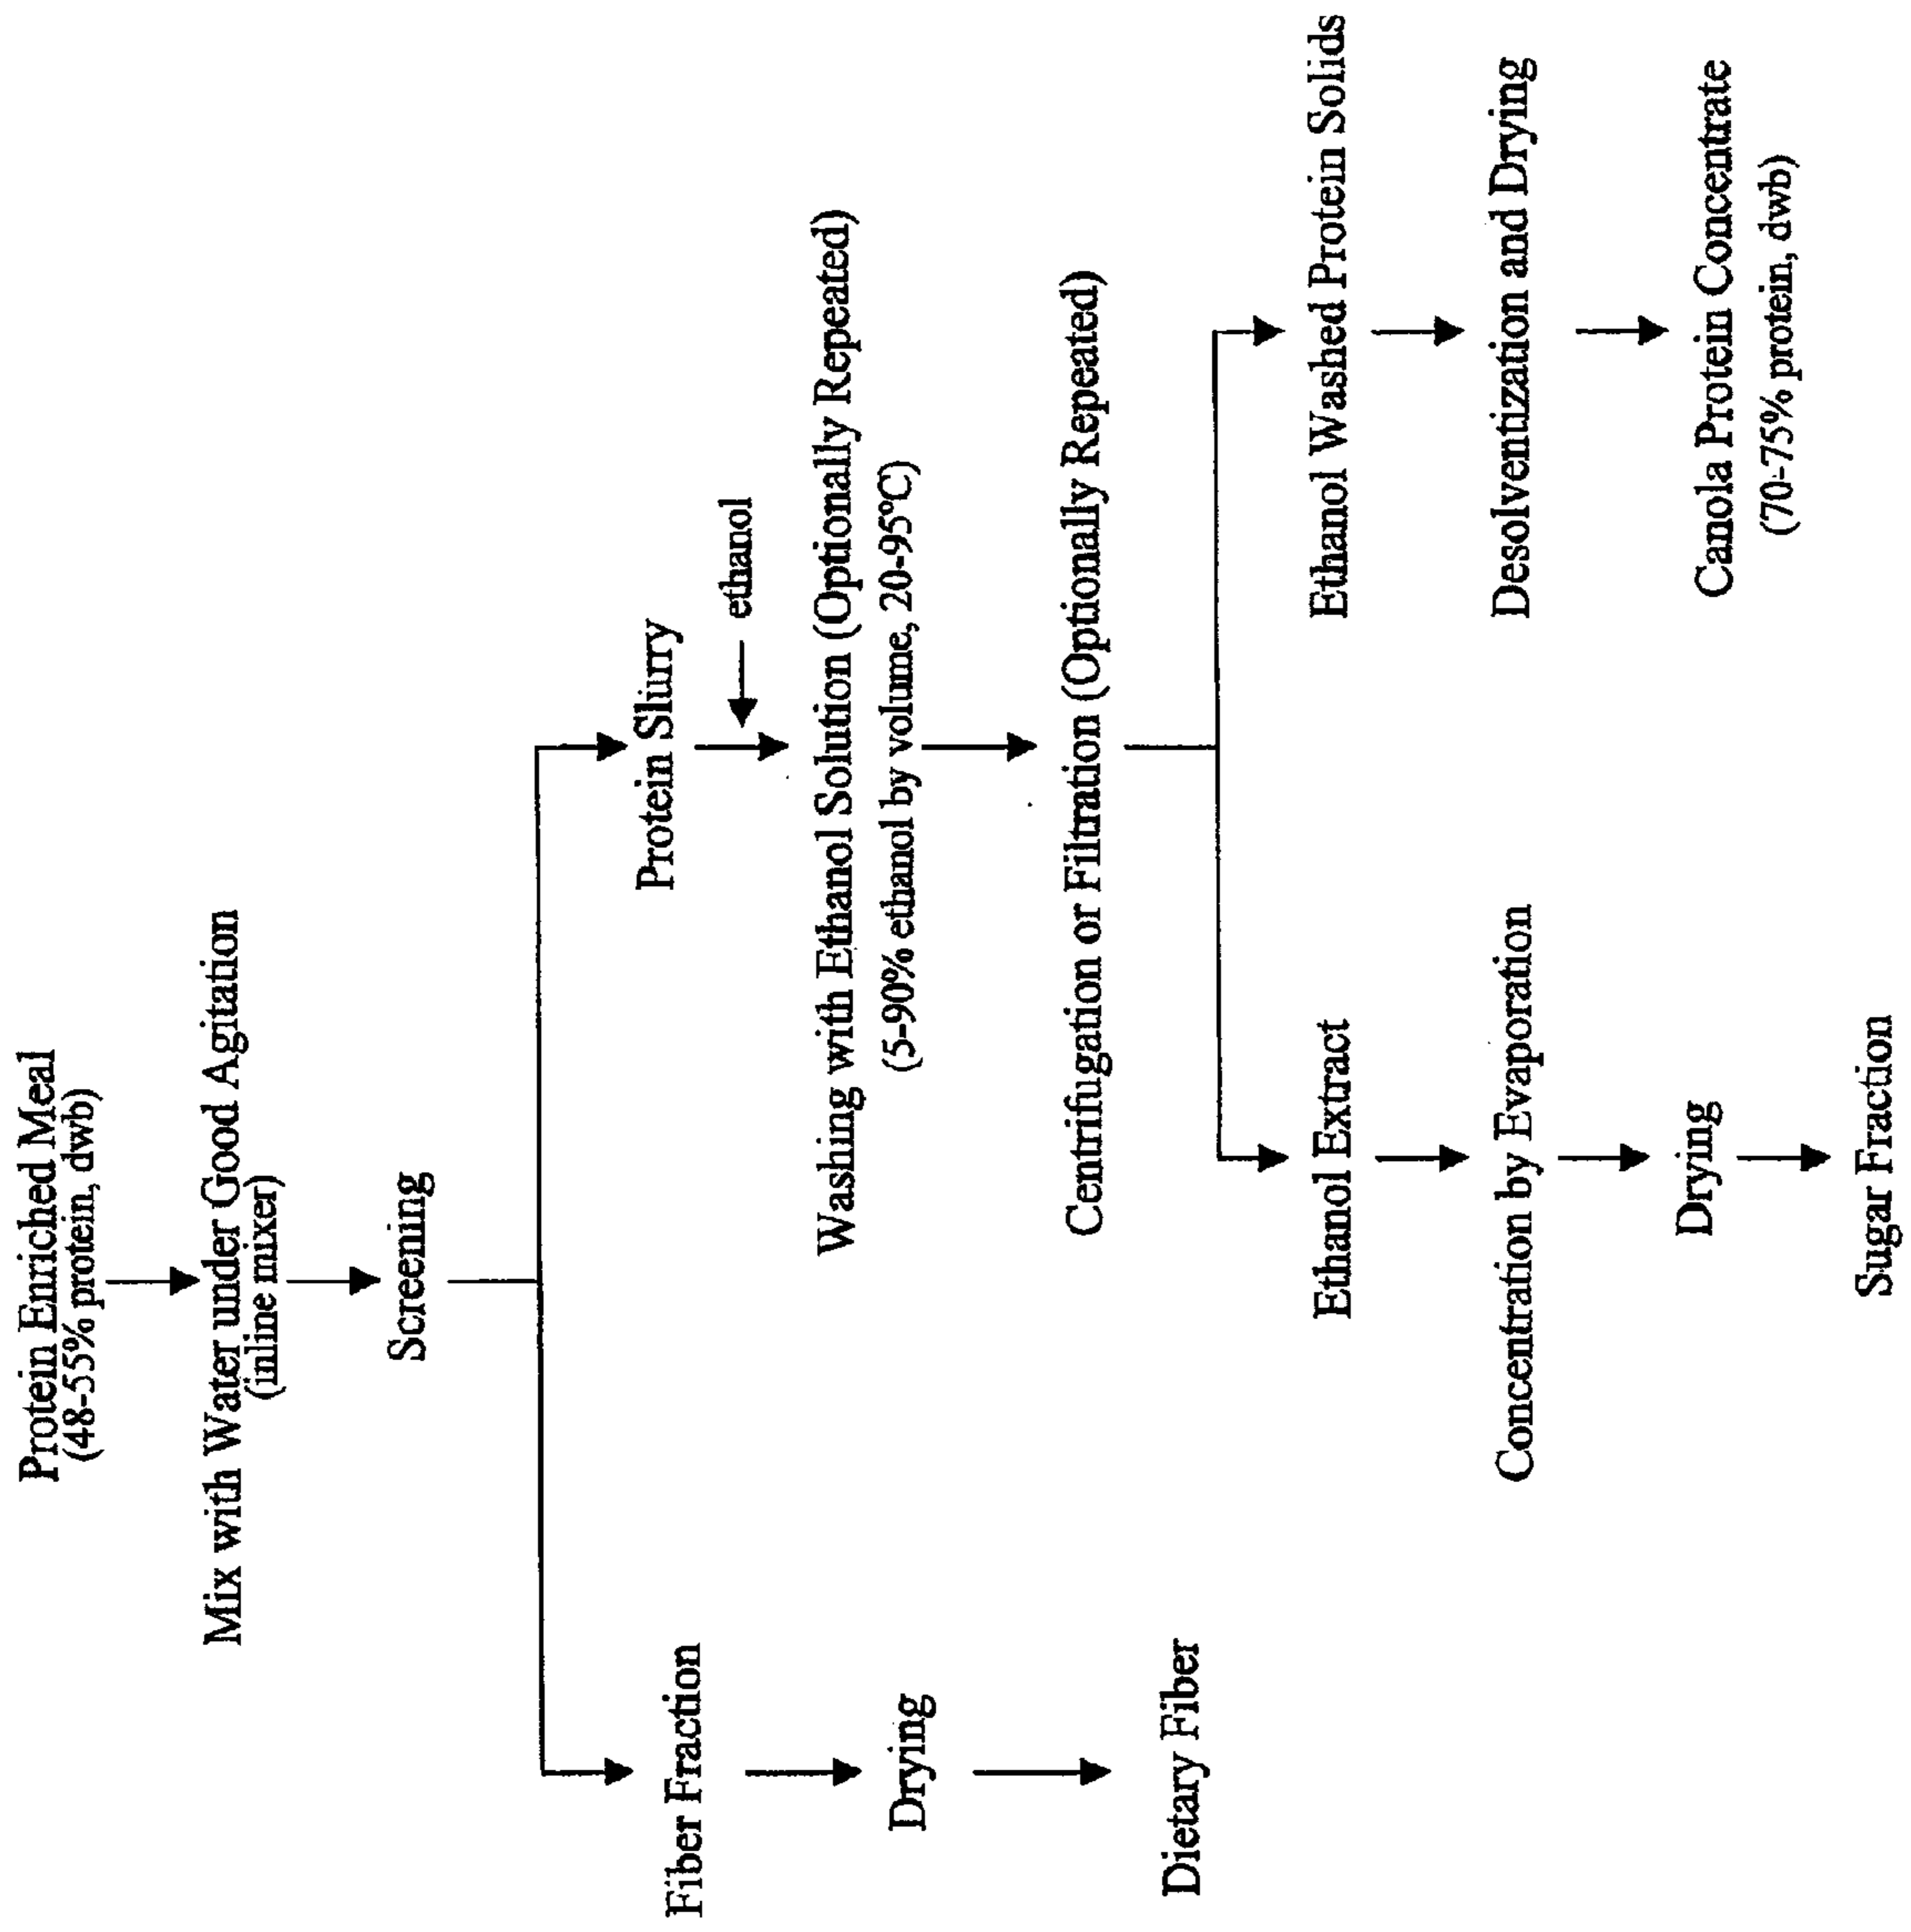 Protein Enriched Meal
(48-55% protein, dwb)
Mix with Water under Good Agitation
(inline mixer)
Screening
Fiber Fraction
Drying
Dietary Fiber
Protein Slurry
ethanol
Washing with Ethanol Solution (Optionally Repeated)
(5-90% ethanol by volume, 20-95°C)
Centrifugation or Filtration (Optionally Repeated)
Ethanol Extract
Concentration by Evaporation
Drying
Sugar Fraction
Ethanol Washed Protein Solids
Desolventization and Drying
Canola Protein Concentrate
(70-75% protein, dwb)